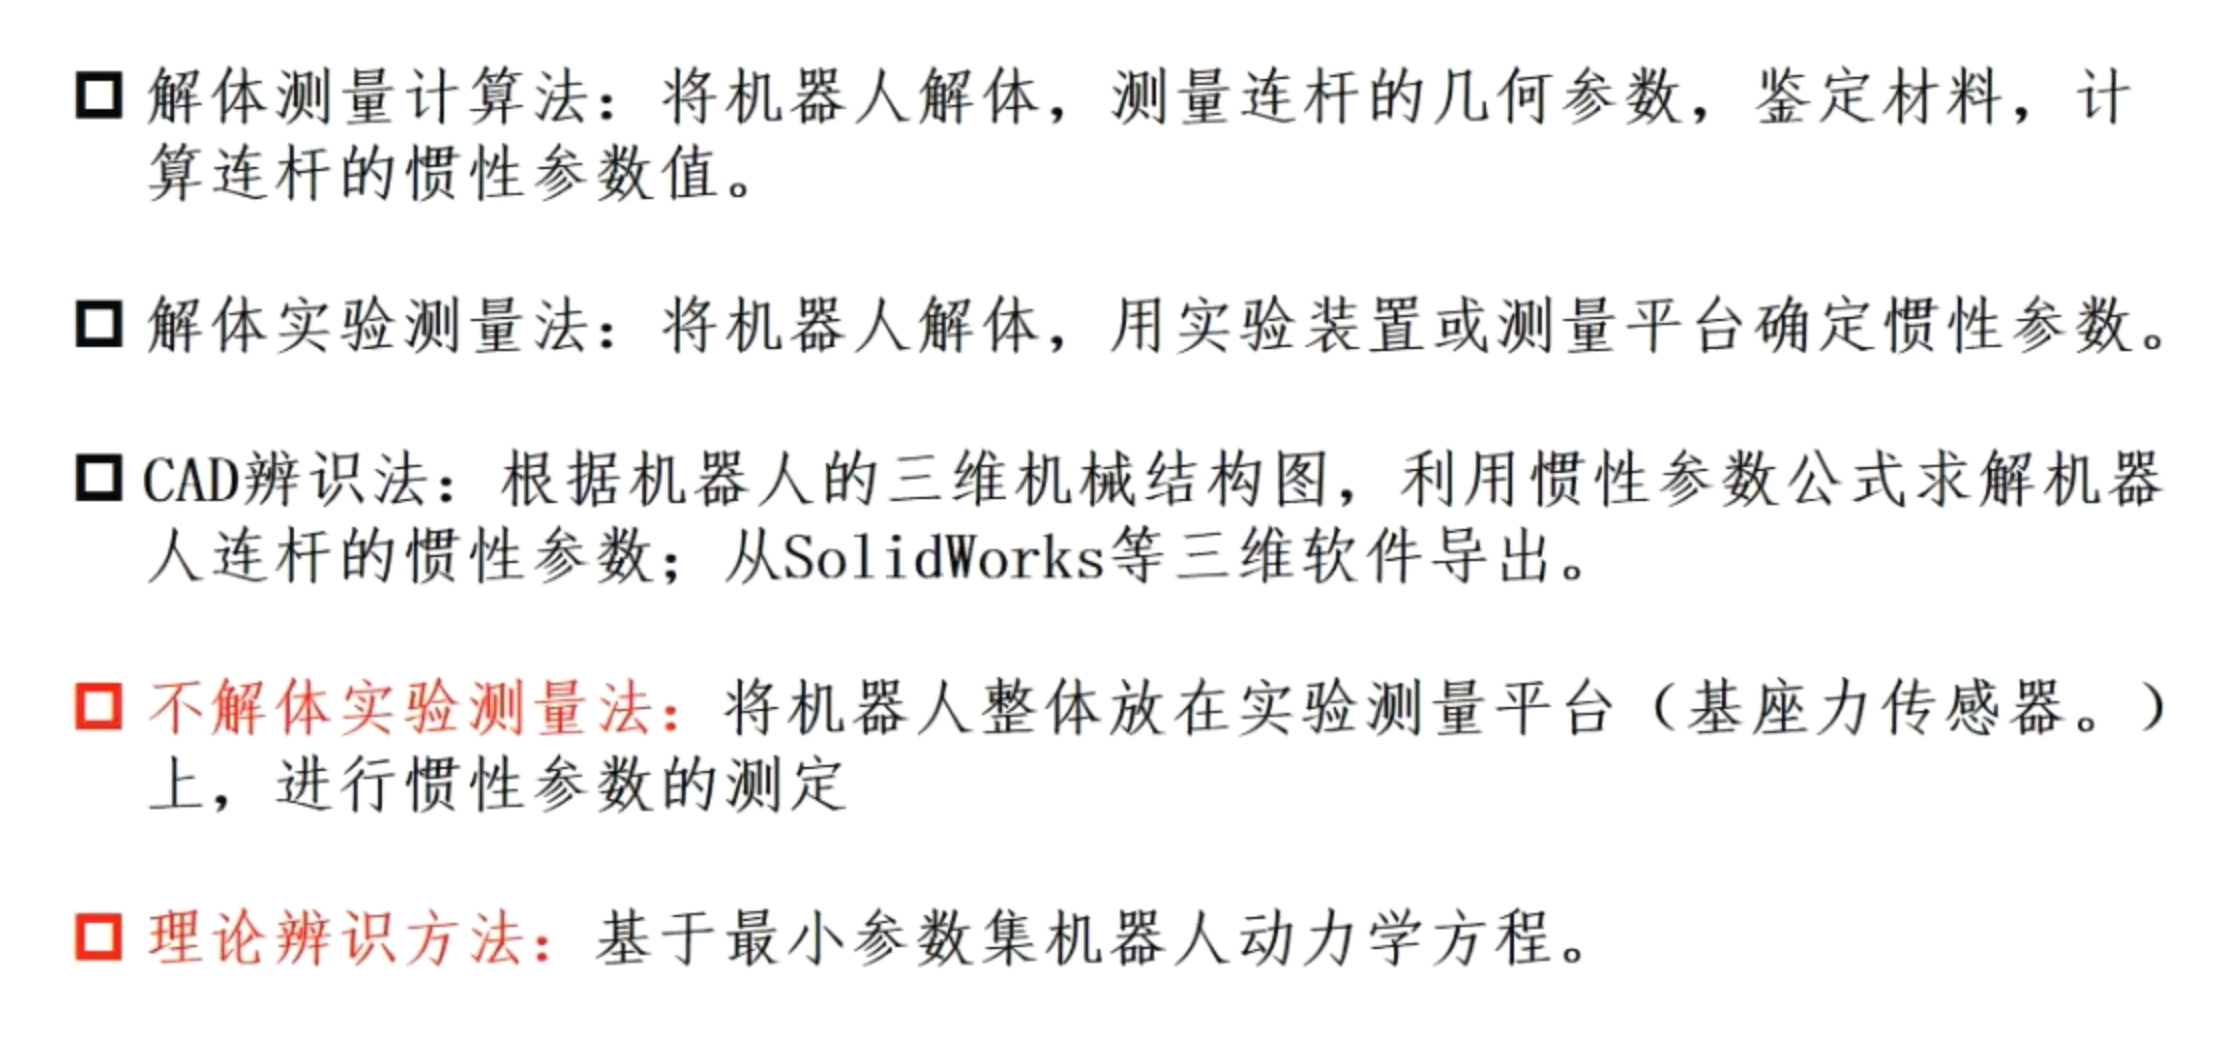 解体测量计算法：将机器人解体，测量连杆的几何参数，鉴定材料，计
算连杆的惯性参数值。
解体实验测量法：将机器人解体，用实验装置或测量平台确定惯性参数。
CAD辨识法：根据机器人的三维机械结构图，利用惯性参数公式求解机器
人连杆的惯性参数；从SolidWorks等三维软件导出。
不解体实验测量法：将机器人整体放在实验测量平台（基座力传感器。）
上，进行惯性参数的测定
理论辨识方法：基于最小参数集机器人动力学方程。